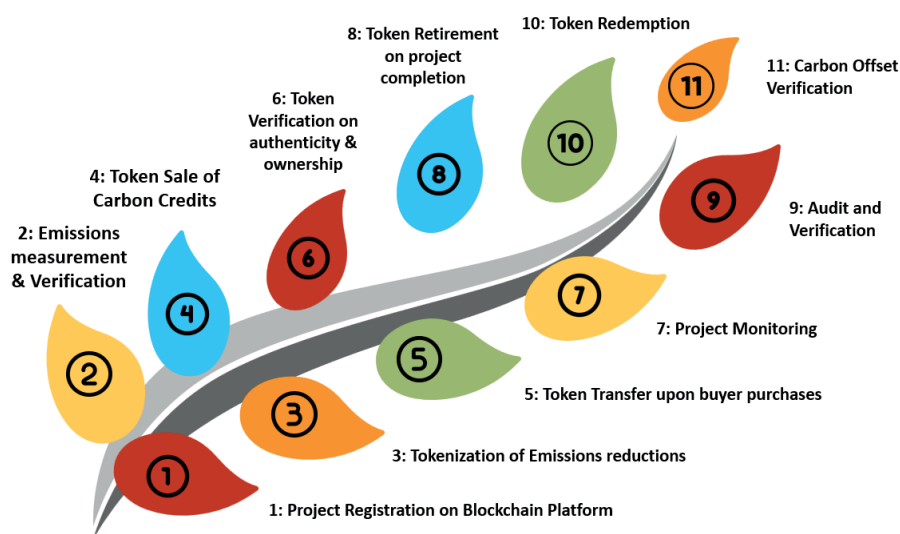 10: Token Redemption
8: Token Retirement
on project
completion
11: Carbon Offset
Verification
6: Token
Verification on
authenticity &
ownership
4: Token Sale of
Carbon Credits
2: Emissions
measurement
& Verification
9: Audit and
Verification
7: Project Monitoring
5: Token Transfer upon buyer purchases
3: Tokenization of Emissions reductions
1: Project Registration on Blockchain Platform
11
10
8
9
6
7
4
5
2
3
1